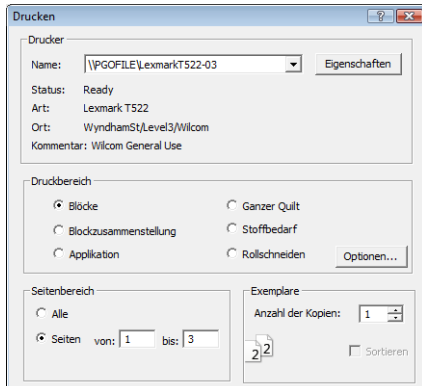 Drucken
Drucker
Name: \\PGOFILE\LexmarkT522-03 Eigenschaften
Status: Ready
Art: Lexmark T522
Ort: WyndhamSt/Level3/Wilcom
Kommentar: Wilcom General Use
Druckbereich
Blöcke Ganzer Quilt
Blockzusammenstellung Stoffbedarf
Applikation Rollschneiden Optionen...
Seitenbereich Exemplare
Alle Anzahl der Kopien: 1
Seiten von: 1 bis: 3
2 2 Sortieren